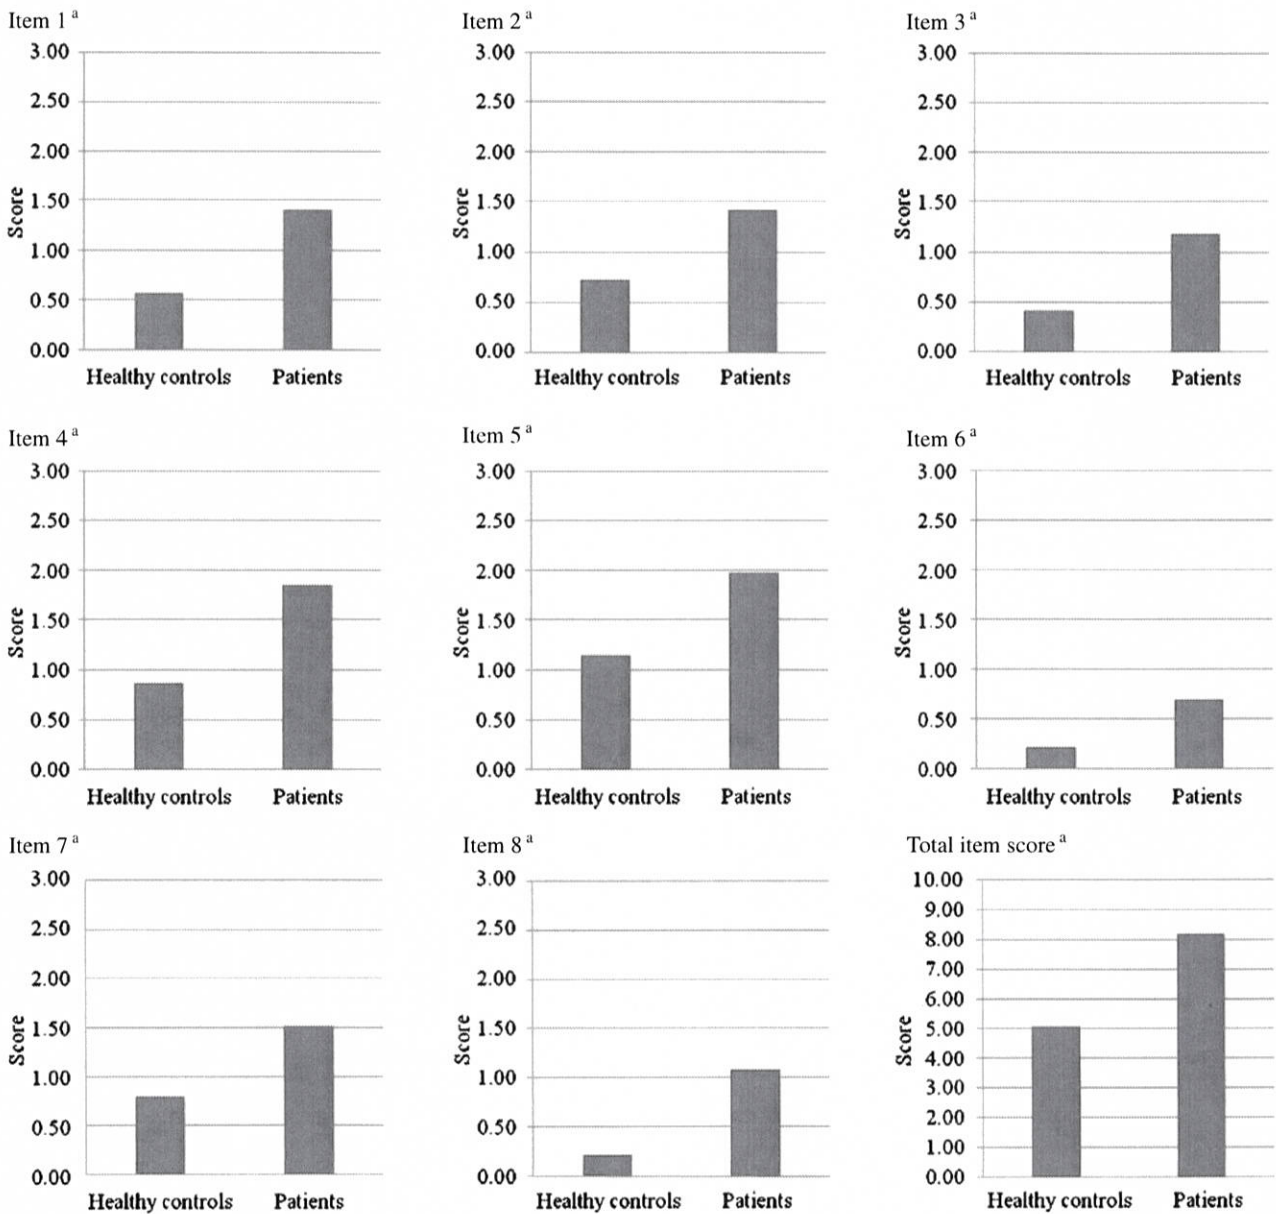 Item 1 a
3.00
2.50
2.00
1.50
1.00
0.50
0.00
Score
Healthy controls
Patients
Item 2 a
3.00
2.50
2.00
1.50
1.00
0.50
0.00
Score
Healthy controls
Patients
Item 3 a
3.00
2.50
2.00
1.50
1.00
0.50
0.00
Score
Healthy controls
Patients
Item 4 a
3.00
2.50
2.00
1.50
1.00
0.50
0.00
Score
Healthy controls
Patients
Item 5 a
3.00
2.50
2.00
1.50
1.00
0.50
0.00
Score
Healthy controls
Patients
Item 6 a
3.00
2.50
2.00
1.50
1.00
0.50
0.00
Score
Healthy controls
Patients
Item 7 a
3.00
2.50
2.00
1.50
1.00
0.50
0.00
Score
Healthy controls
Patients
Item 8 a
3.00
2.50
2.00
1.50
1.00
0.50
0.00
Score
Healthy controls
Patients
Total item score a
10.00
9.00
8.00
7.00
6.00
5.00
4.00
3.00
2.00
1.00
0.00
Score
Healthy controls
Patients